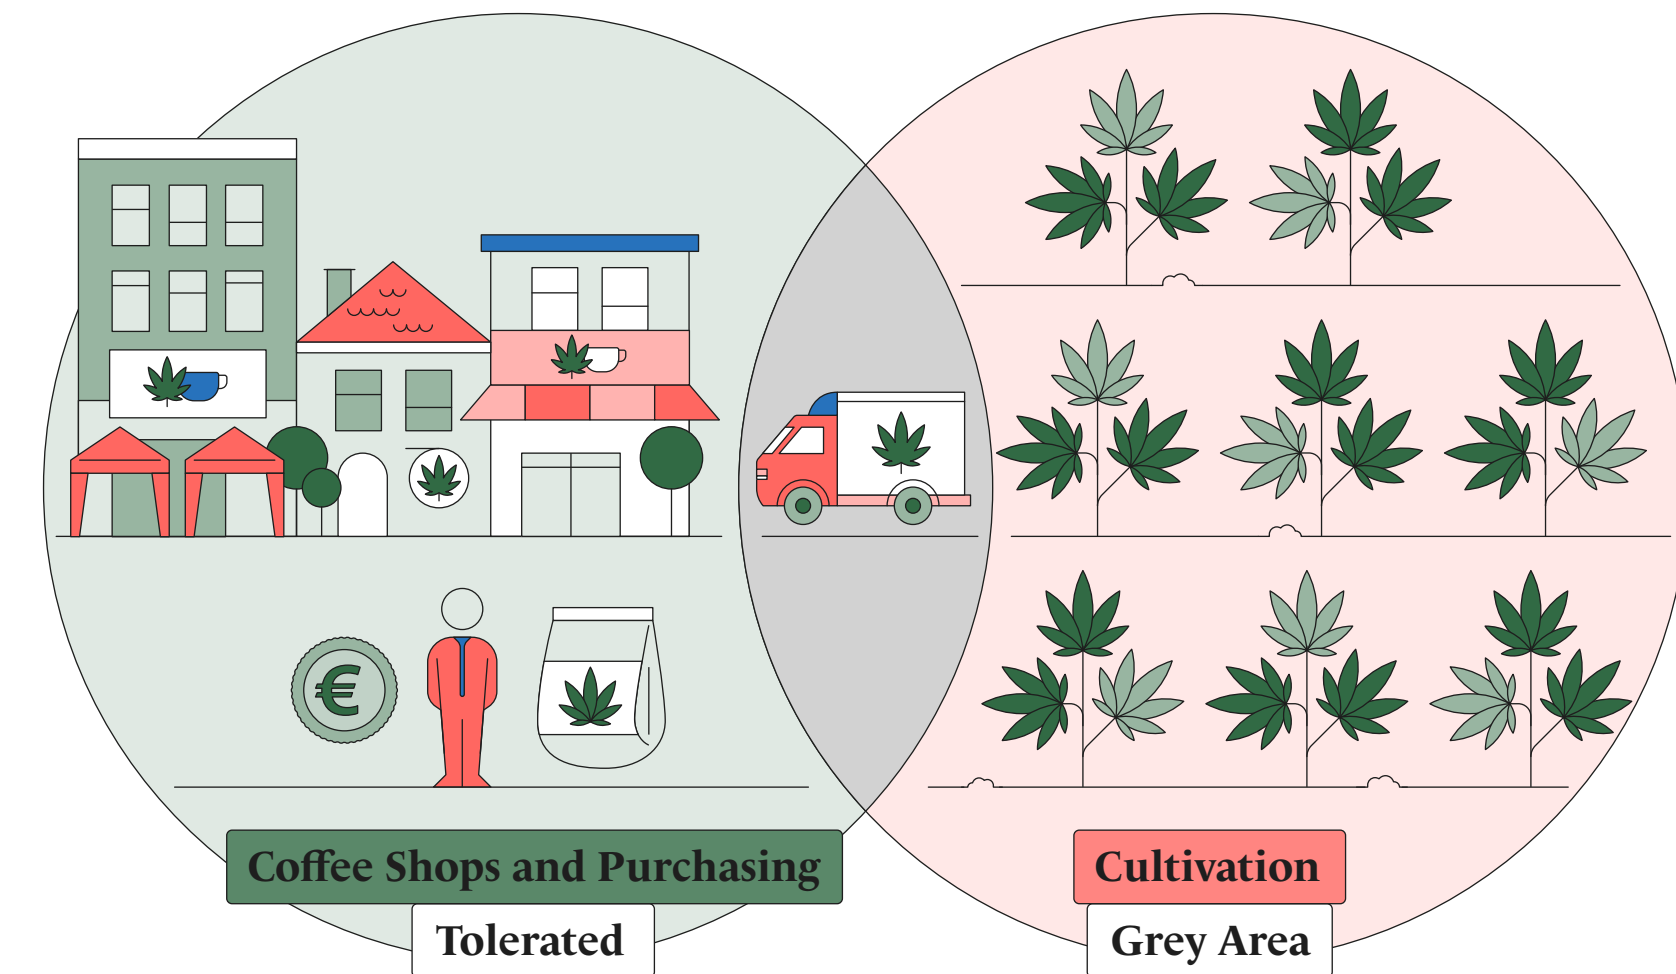 €
Coffee Shops and Purchasing
Tolerated
Cultivation
Grey Area